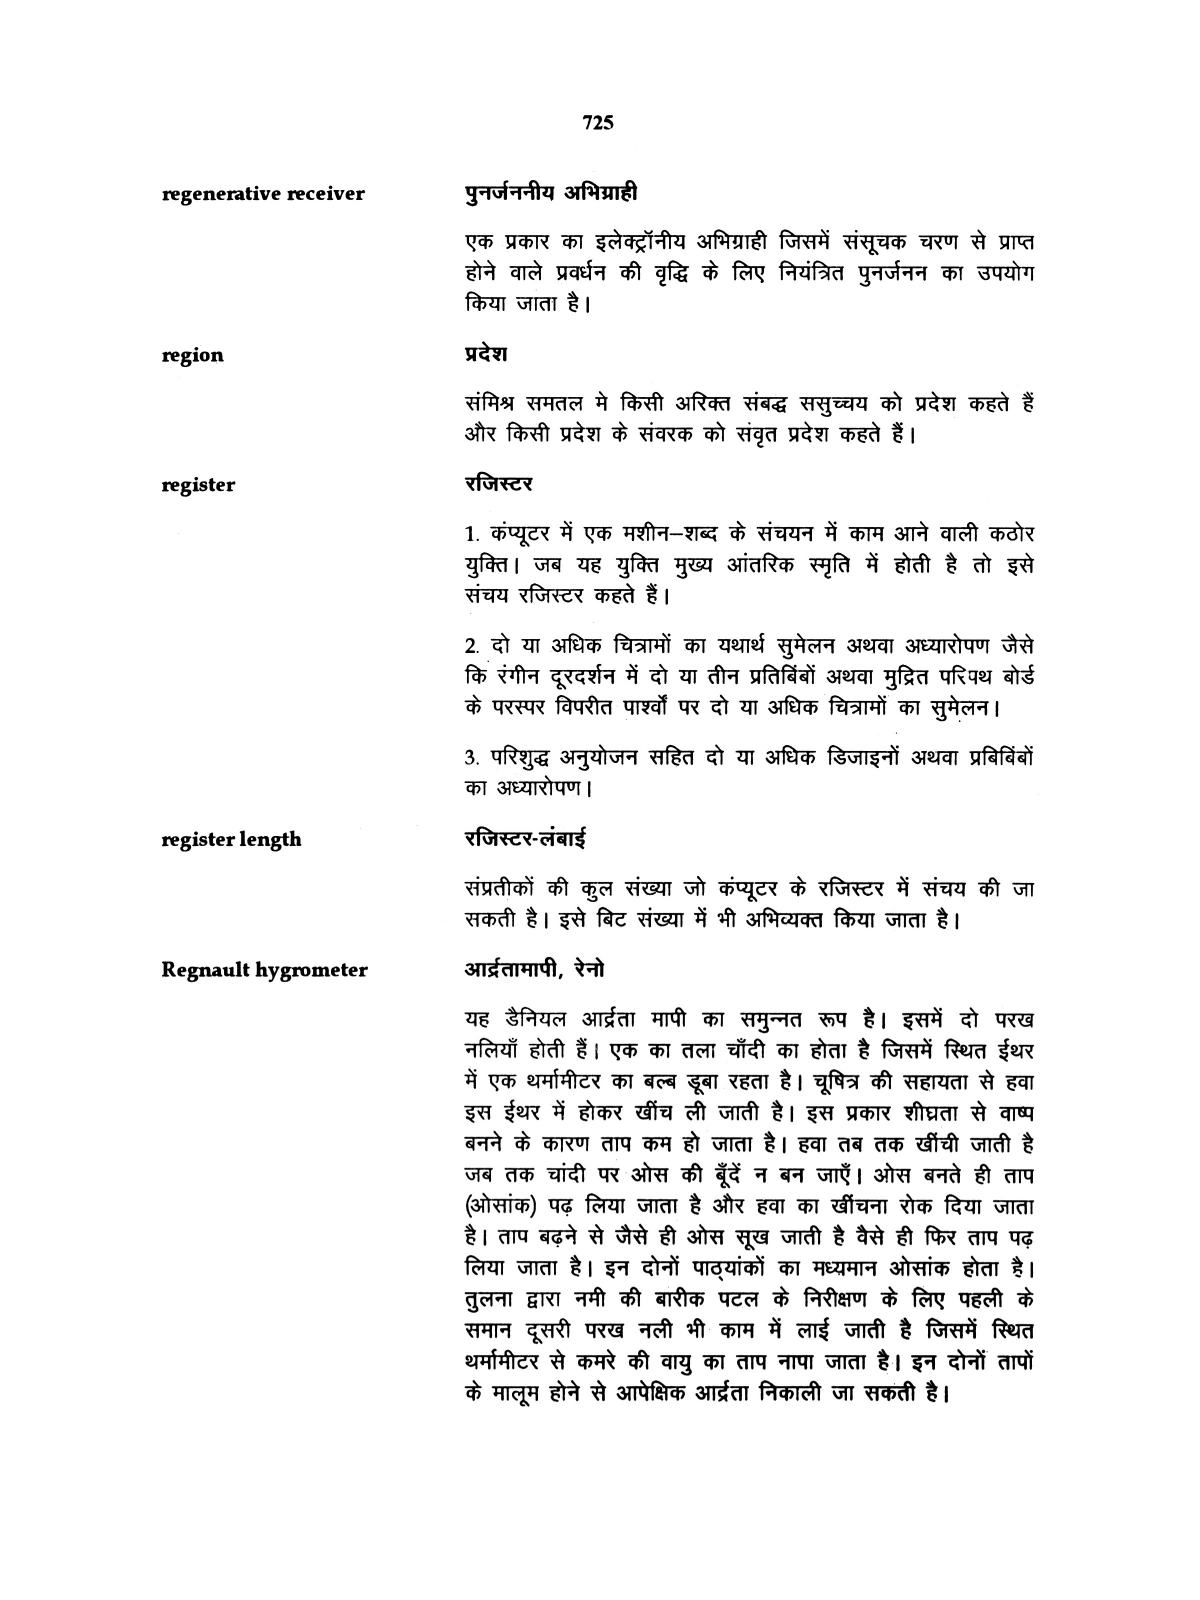 725
regenerative receiver पुनर्जननीय अभिग्राही
एक प्रकार का इलेक्ट्रॉनीय अभिग्राही जिसमें संसूचक चरण से प्राप्त
होने वाले प्रवर्धन की वृद्धि के लिए नियंत्रित पुनर्जनन का उपयोग
किया जाता है।
region प्रदेश
संमिश्र समतल मे किसी अरिक्त संबद्ध ससुच्चय को प्रदेश कहते हैं
और किसी प्रदेश के संवरक को संवृत प्रदेश कहते हैं।
register रजिस्टर
1. कंप्यूटर में एक मशीन–शब्द के संचयन में काम आने वाली कठोर
युक्ति। जब यह युक्ति मुख्य आंतरिक स्मृति में होती है तो इसे
संचय रजिस्टर कहते हैं।
2. दो या अधिक चित्रामों का यथार्थ सुमेलन अथवा अध्यारोपण जैसे
कि रंगीन दूरदर्शन में दो या तीन प्रतिबिंबों अथवा मुद्रित परिपथ बोर्ड
के परस्पर विपरीत पार्श्वों पर दो या अधिक चित्रामों का सुमेलन।
3. परिशुद्ध अनुयोजन सहित दो या अधिक डिजाइनों अथवा प्रबिबिंबों
का अध्यारोपण।
register length रजिस्टर-लंबाई
संप्रतीकों की कुल संख्या जो कंप्यूटर के रजिस्टर में संचय की जा
सकती है। इसे बिट संख्या में भी अभिव्यक्त किया जाता है।
Regnault hygrometer आर्द्रतामापी, रेनो
यह डैनियल आर्द्रता मापी का समुन्नत रूप है। इसमें दो परख
नलियाँ होती हैं। एक का तला चाँदी का होता है जिसमें स्थित ईथर
में एक थर्मामीटर का बल्ब डूबा रहता है। चूषित्र की सहायता से हवा
इस ईथर में होकर खींच ली जाती है। इस प्रकार शीघ्रता से वाष्प
बनने के कारण ताप कम हो जाता है। हवा तब तक खींची जाती है
जब तक चांदी पर ओस की बूँदें न बन जाएँ। ओस बनते ही ताप
(ओसांक) पढ़ लिया जाता है और हवा का खींचना रोक दिया जाता
है। ताप बढ़ने से जैसे ही ओस सूख जाती है वैसे ही फिर ताप पढ़
लिया जाता है। इन दोनों पाठ्यांकों का मध्यमान ओसांक होता है।
तुलना द्वारा नमी की बारीक पटल के निरीक्षण के लिए पहली के
समान दूसरी परख नली भी काम में लाई जाती है जिसमें स्थित
थर्मामीटर से कमरे की वायु का ताप नापा जाता है। इन दोनों तापों
के मालूम होने से आपेक्षिक आर्द्रता निकाली जा सकती है।